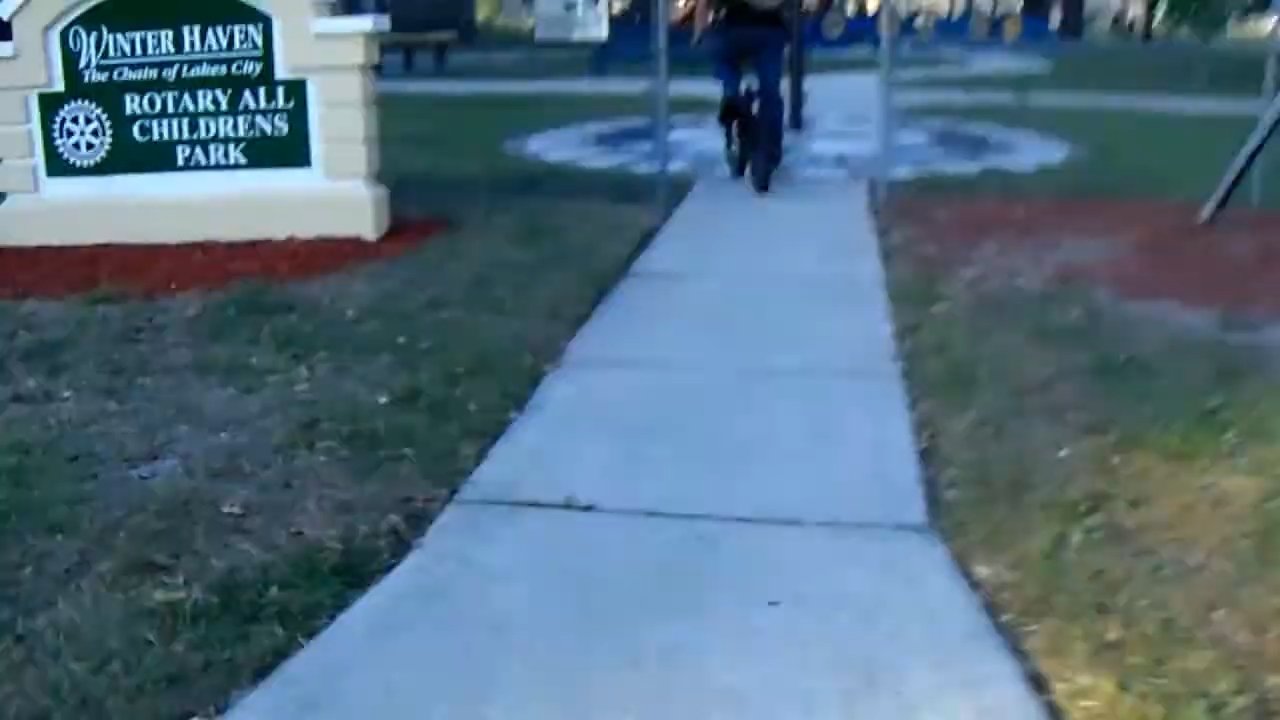 WINTER HAVEN
The Chain of Lakes City
ROTARY ALL
CHILDRENS
PARK